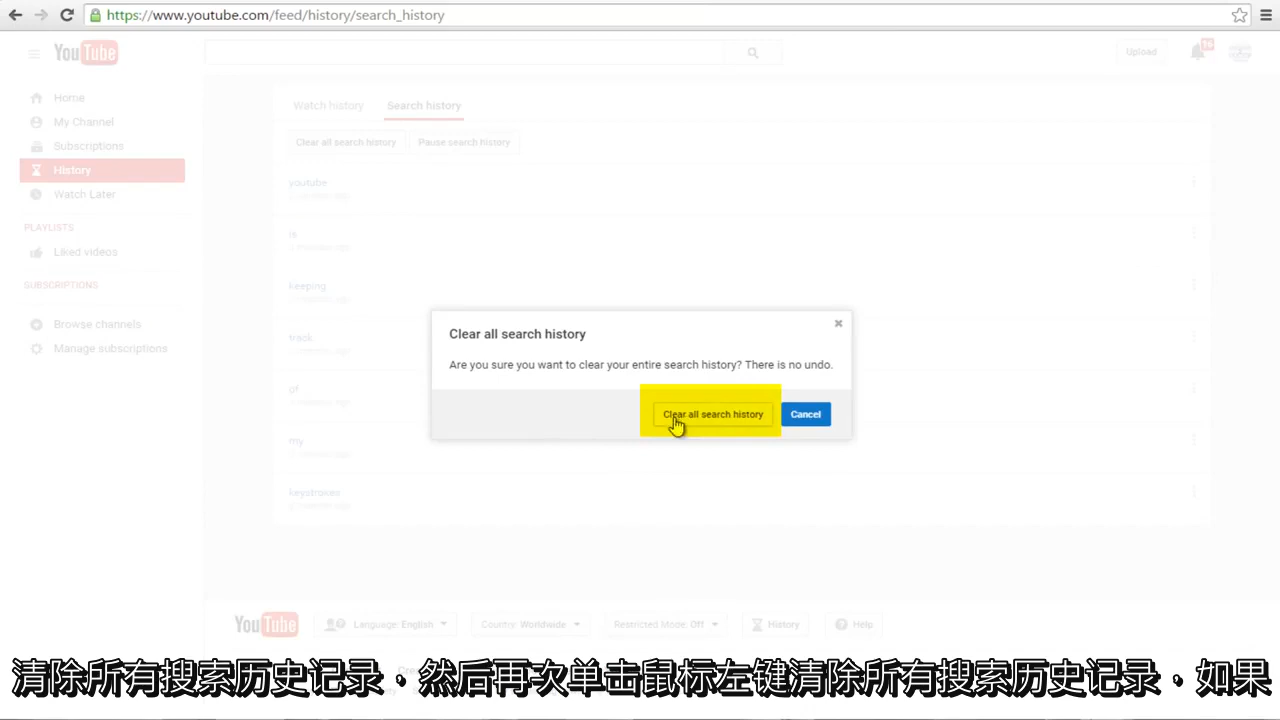 https://www.youtube.com/feed/history/search_history
YouTube
Upload
16
Home
My Channel
Subscriptions
History
Watch Later
PLAYLISTS
Liked videos
SUBSCRIPTIONS
Browse channels
Manage subscriptions
Watch history
Search history
Clear all search history
Pause search history
youtube
is
keeping
track
of
my
keystrokes
Clear all search history
Are you sure you want to clear your entire search history? There is no undo.
Clear all search history
Cancel
YouTube
Language: English
Country: Worldwide
Restricted Mode: Off
History
Help
清除所有搜索历史记录，然后再次单击鼠标左键清除所有搜索历史记录，如果